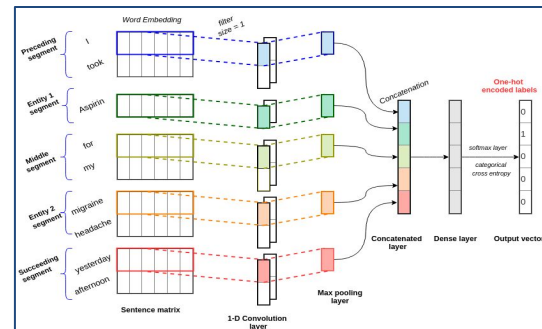 Word Embedding
filter
size = 1
Preceding
segment
I
took
Entity 1
segment
Aspirin
Middle
segment
for
my
Entity 2
segment
migraine
headache
Succeeding
segment
yesterday
afternoon
Sentence matrix
1-D Convolution
layer
Max pooling
layer
Concatenation
Concatenated
layer
Dense layer
softmax layer
categorical
cross entropy
One-hot
encoded labels
0
1
0
0
0
Output vector